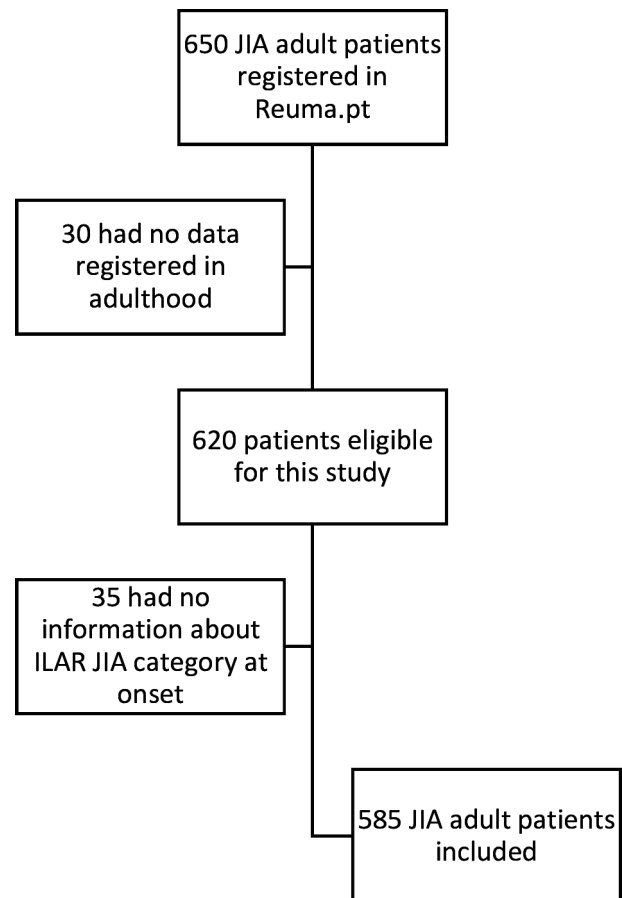 650 JIA adult patients
registered in
Reuma.pt
30 had no data
registered in
adulthood
620 patients eligible
for this study
35 had no
information about
ILAR JIA category at
onset
585 JIA adult patients
included